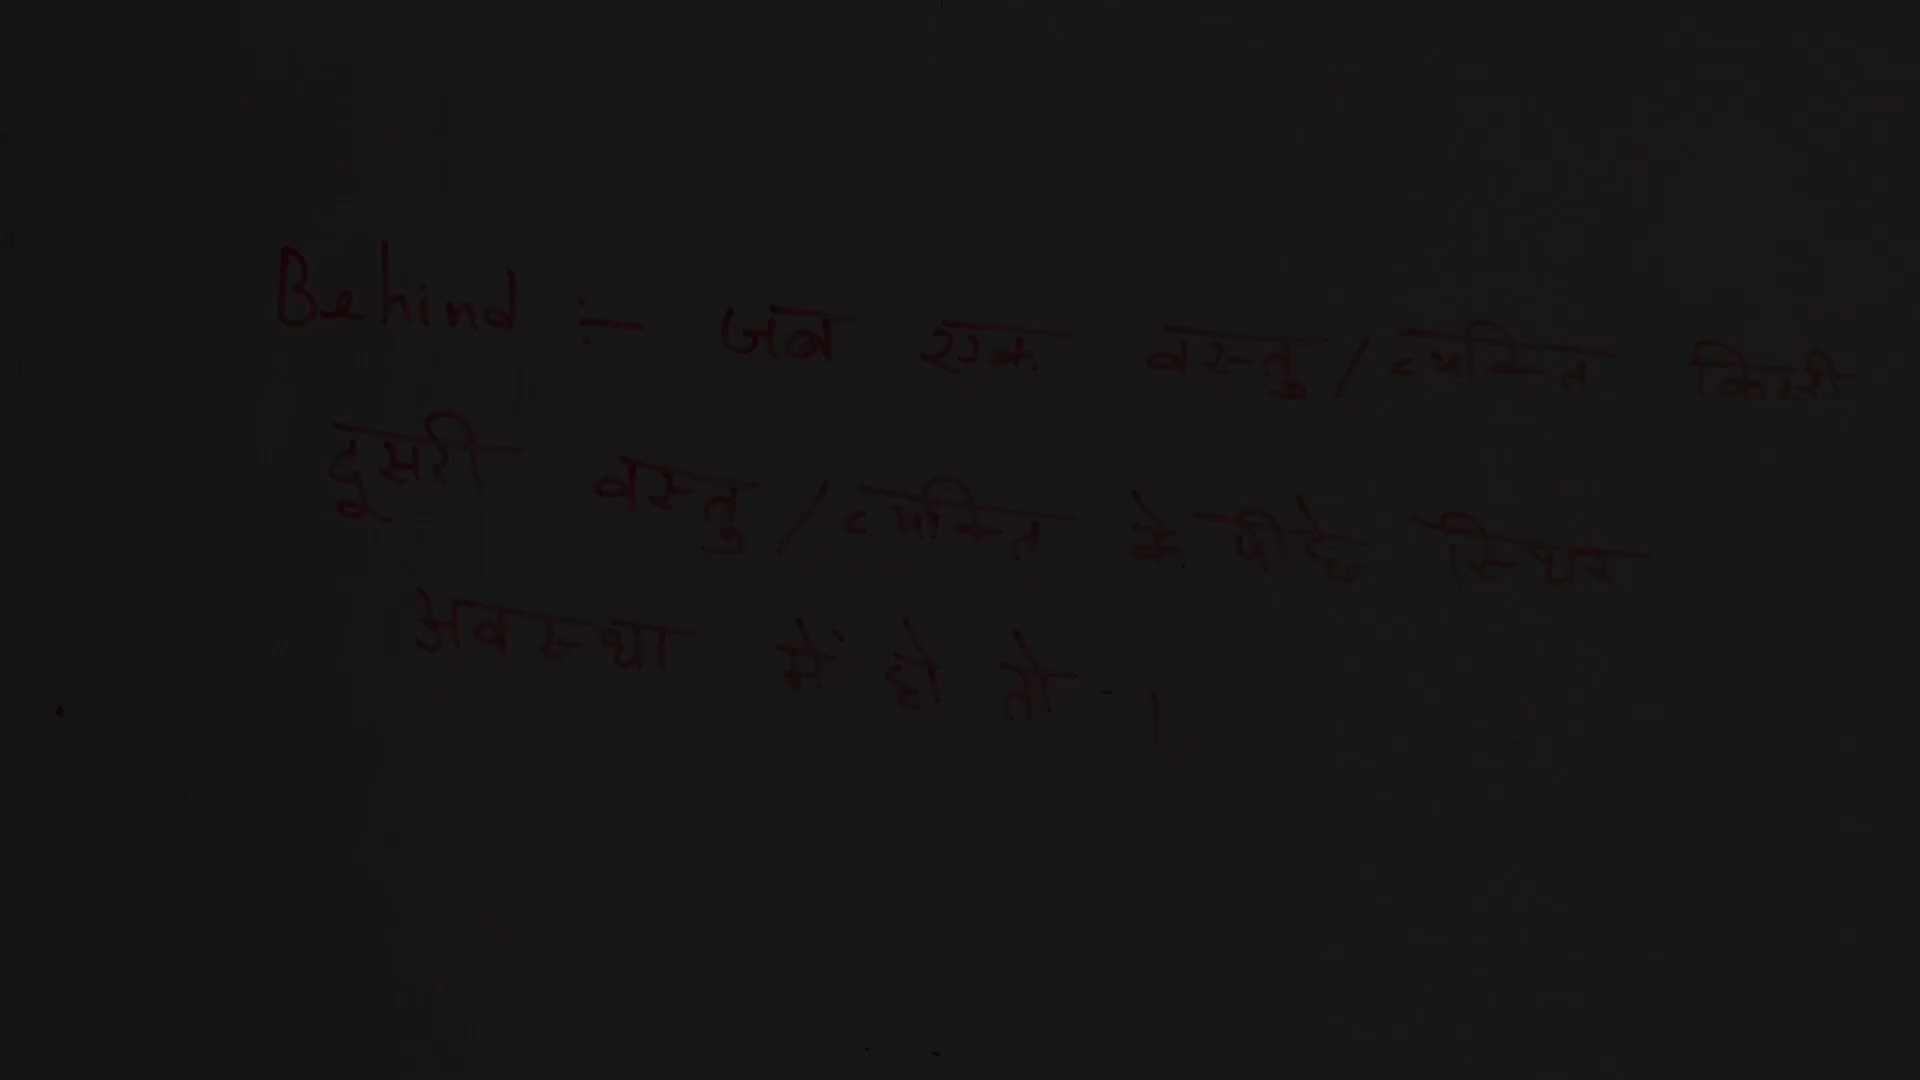 Behind :- जब एक वस्तु/व्यक्ति किसी
दूसरी वस्तु/व्यक्ति के पीछे स्थिर
अवस्था में हो तो - ।